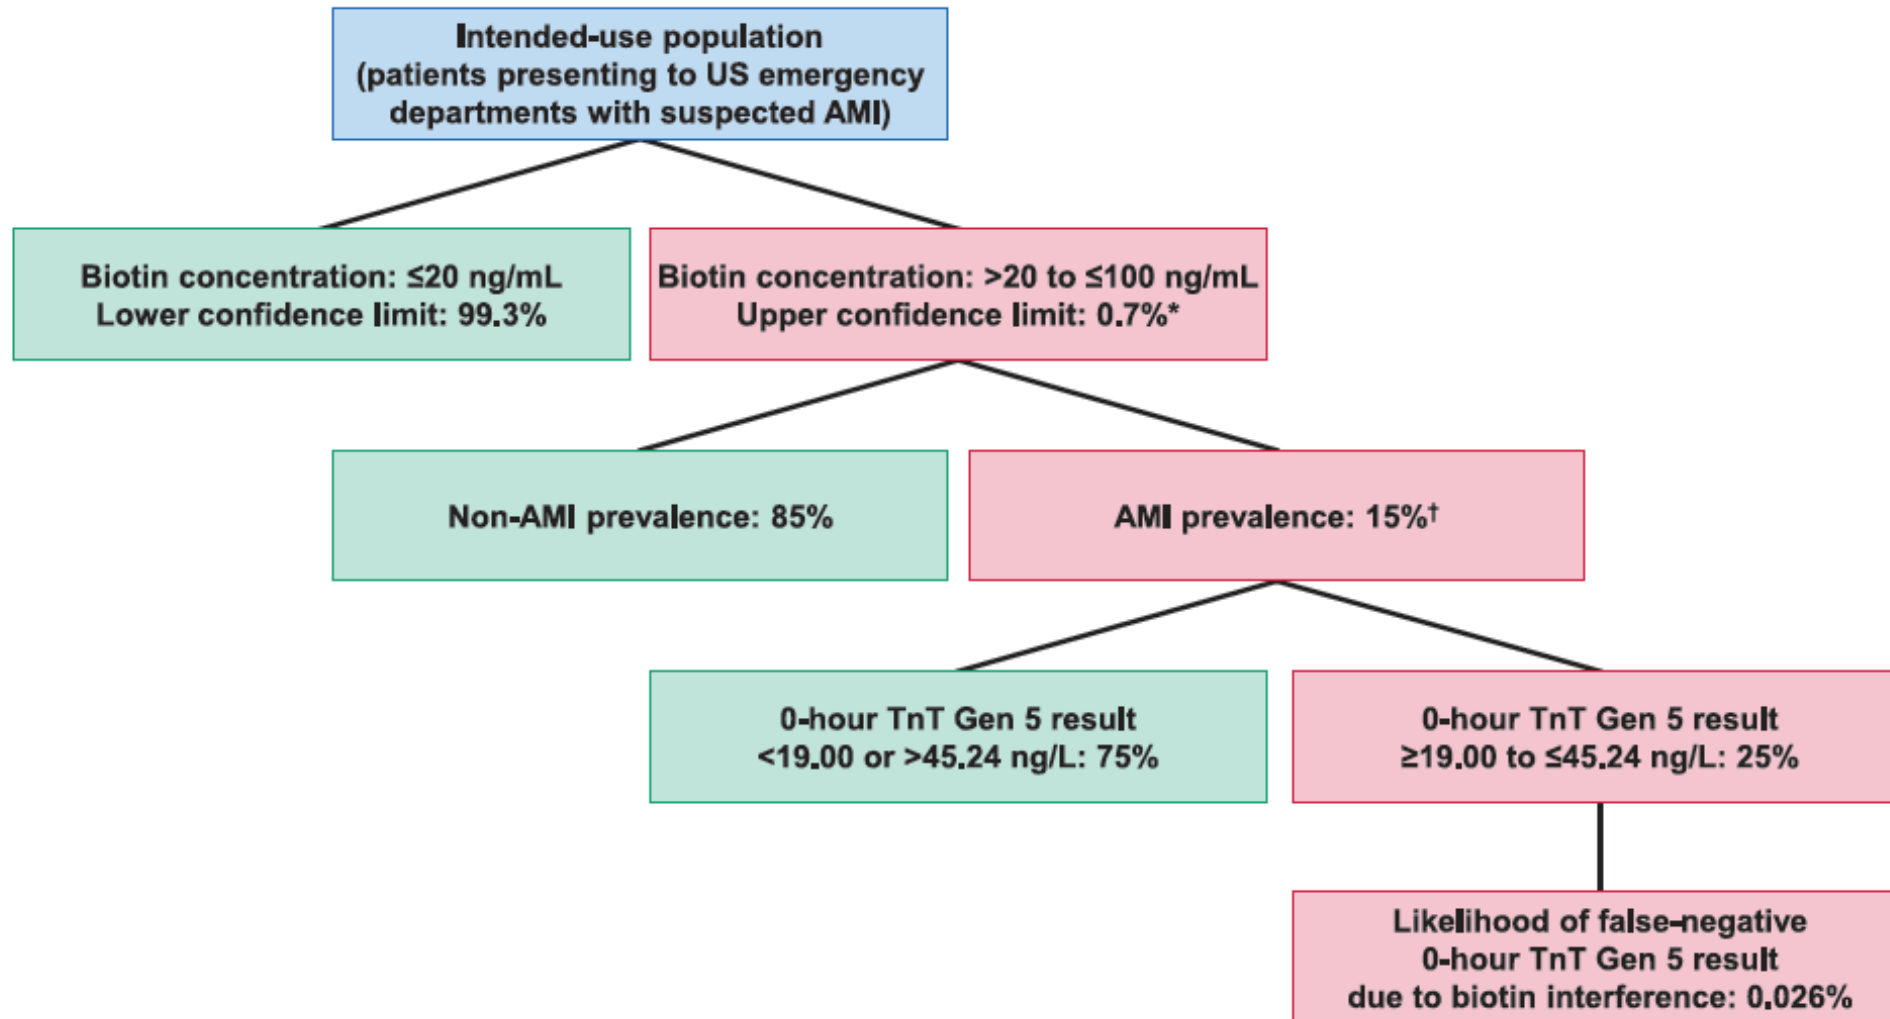 Intended-use population
(patients presenting to US emergency
departments with suspected AMI)
Biotin concentration: ≤20 ng/mL
Lower confidence limit: 99.3%
Biotin concentration: >20 to ≤100 ng/mL
Upper confidence limit: 0.7%*
Non-AMI prevalence: 85%
AMI prevalence: 15%†
0-hour TnT Gen 5 result
<19.00 or >45.24 ng/L: 75%
0-hour TnT Gen 5 result
≥19.00 to ≤45.24 ng/L: 25%
Likelihood of false-negative
0-hour TnT Gen 5 result
due to biotin interference: 0.026%